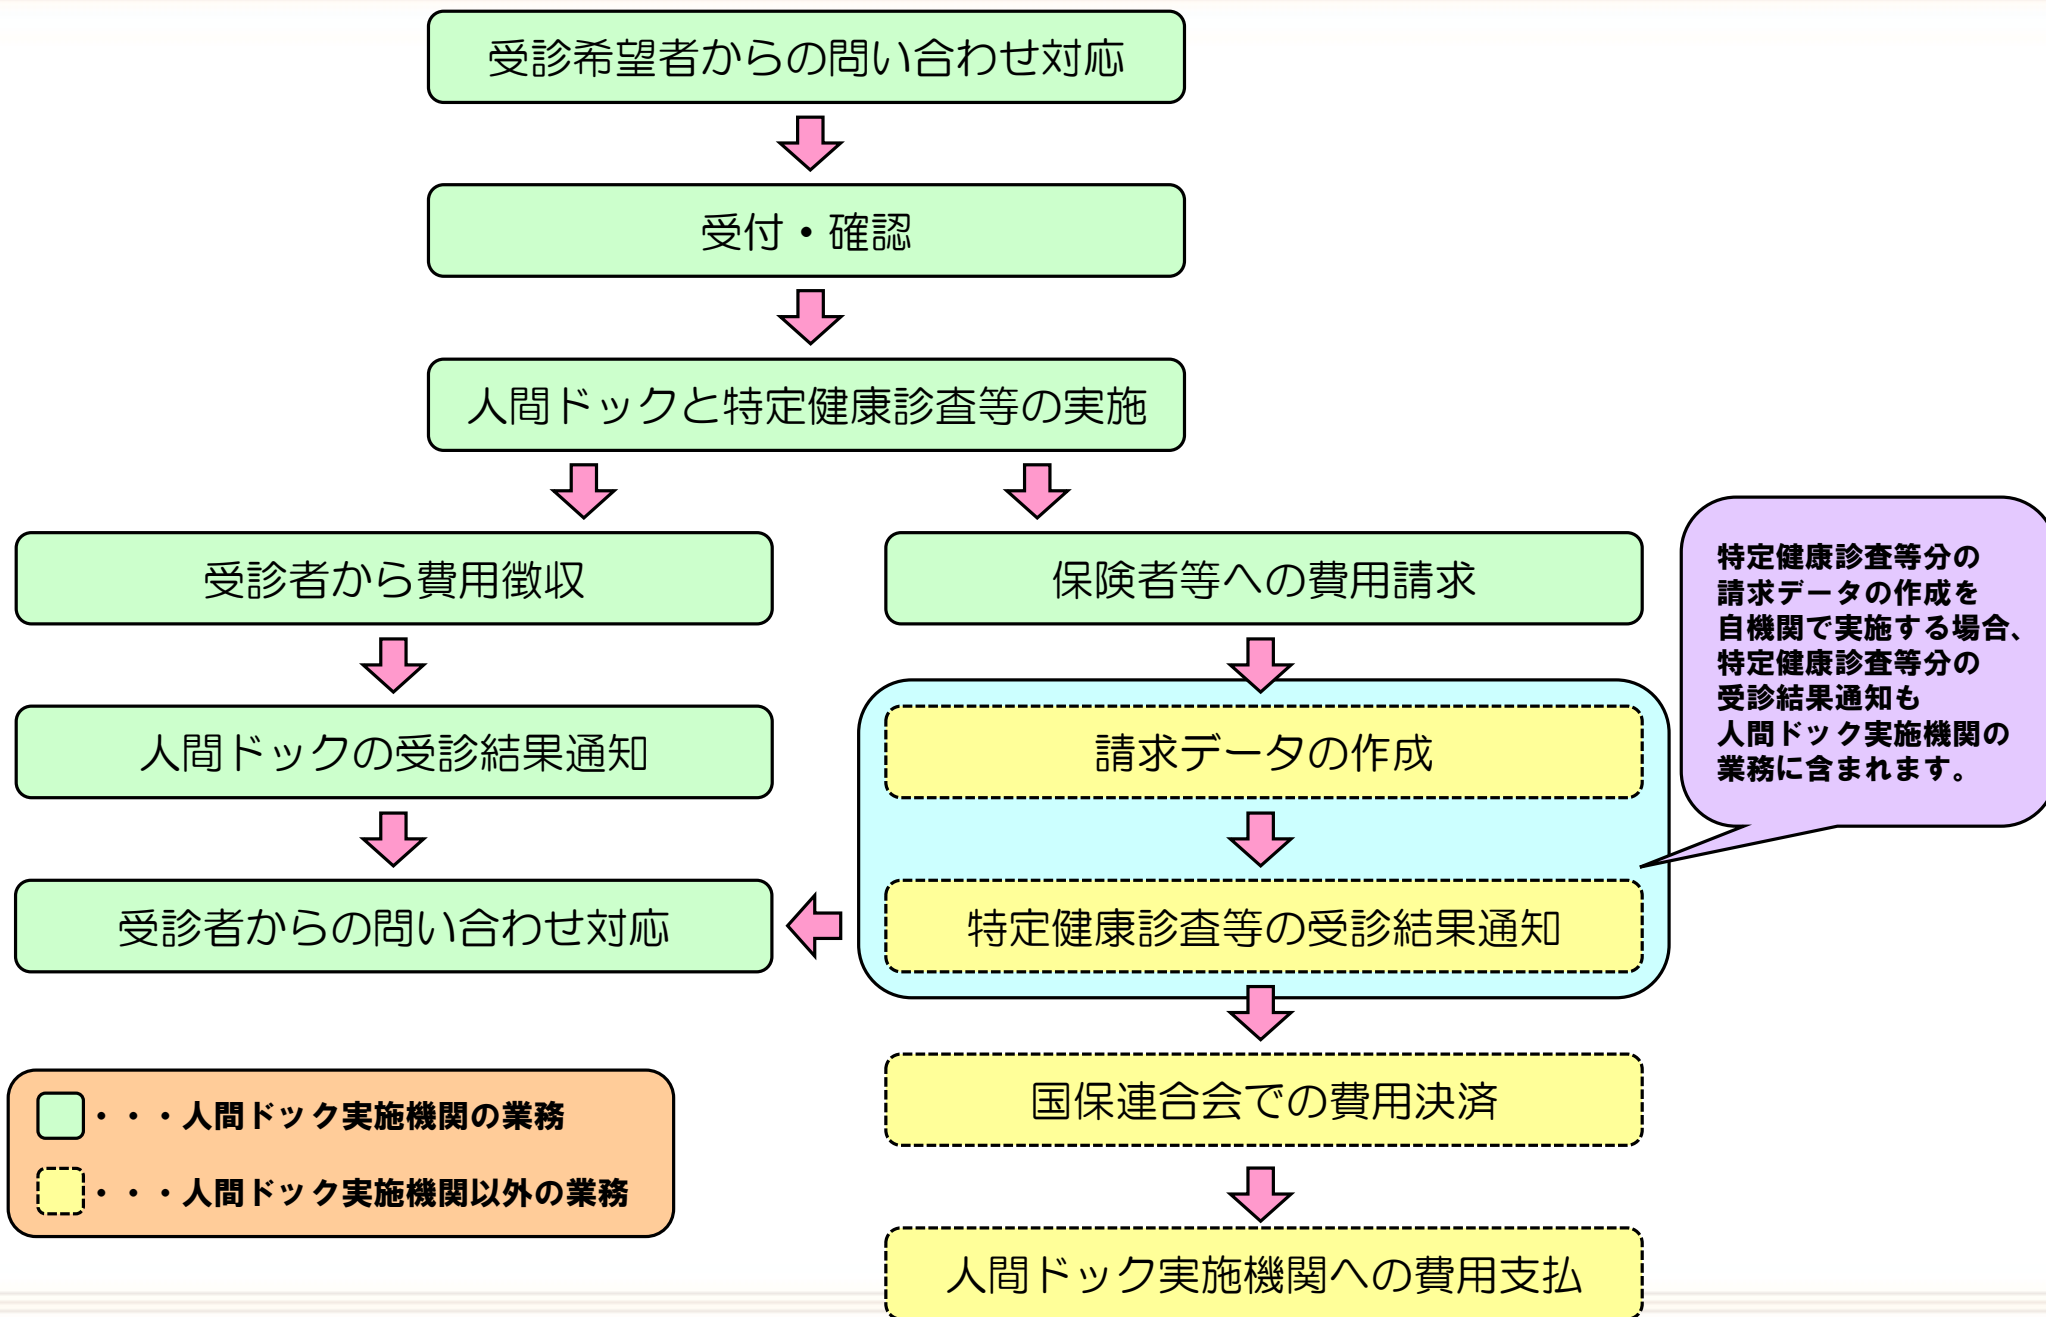 受診希望者からの問い合わせ対応
受付・確認
人間ドックと特定健康診査等の実施
受診者から費用徴収
保険者等への費用請求
人間ドックの受診結果通知
請求データの作成
受診者からの問い合わせ対応
特定健康診査等の受診結果通知
国保連合会での費用決済
人間ドック実施機関への費用支払
特定健康診査等分の
請求データの作成を
自機関で実施する場合、
特定健康診査等分の
受診結果通知も
人間ドック実施機関の
業務に含まれます。
・・・人間ドック実施機関の業務
・・・人間ドック実施機関以外の業務